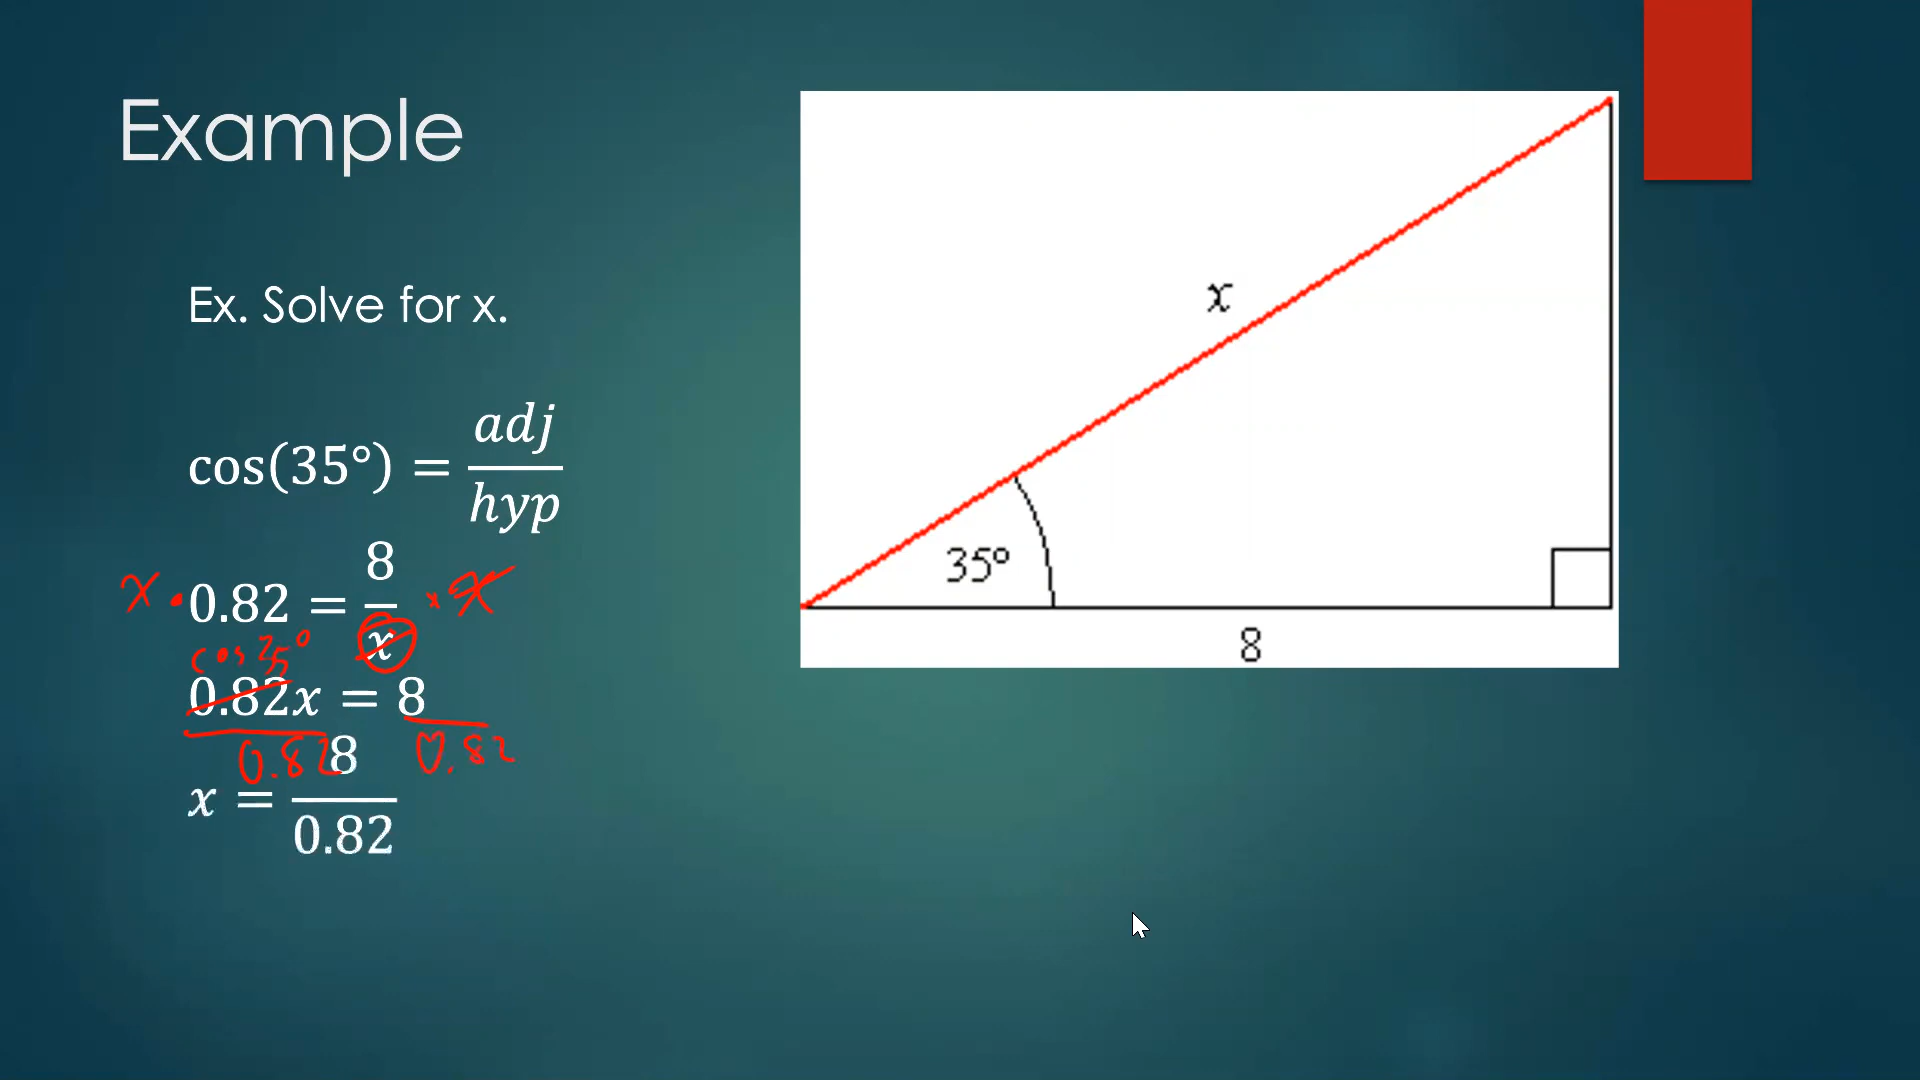 Example
Ex. Solve for x.
cos(35°) = adj/hyp
x · 0.82 = 8/x · x
cos 35°
0.82x = 8
0.82 0.82
x = 8/0.82
x
35º
8